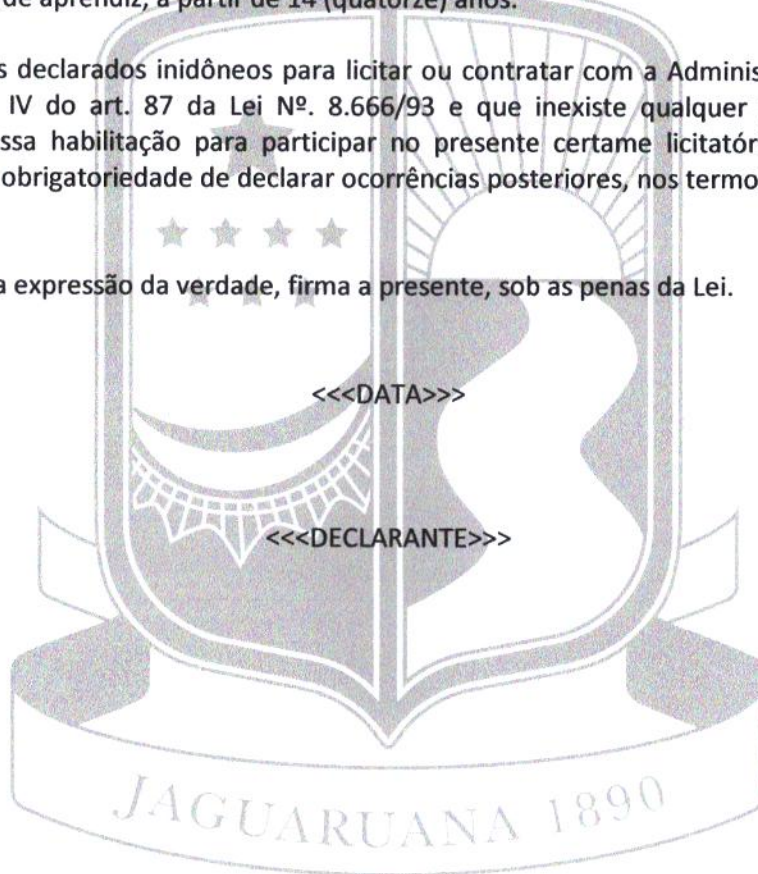 de aprendiz, a partir de 14 (quatorze) anos.
s declarados inidôneos para licitar ou contratar com a Adminis
IV do art. 87 da Lei Nº. 8.666/93 e que inexiste qualquer
ssa habilitação para participar no presente certame licitatór
obrigatoriedade de declarar ocorrências posteriores, nos termo
a expressão da verdade, firma a presente, sob as penas da Lei.
<<<DATA>>>
<<<DECLARANTE>>>
JAGUARUANA 1890